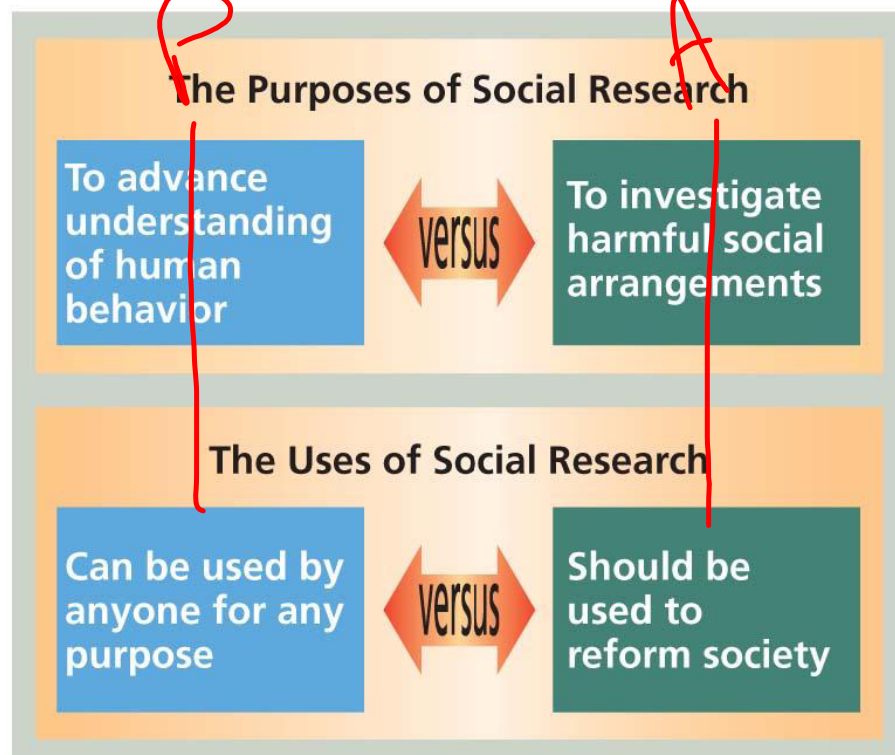 P A
The Purposes of Social Research
To advance
understanding
of human
behavior
versus
To investigate
harmful social
arrangements
The Uses of Social Research
Can be used by
anyone for any
purpose
versus
Should be
used to
reform society